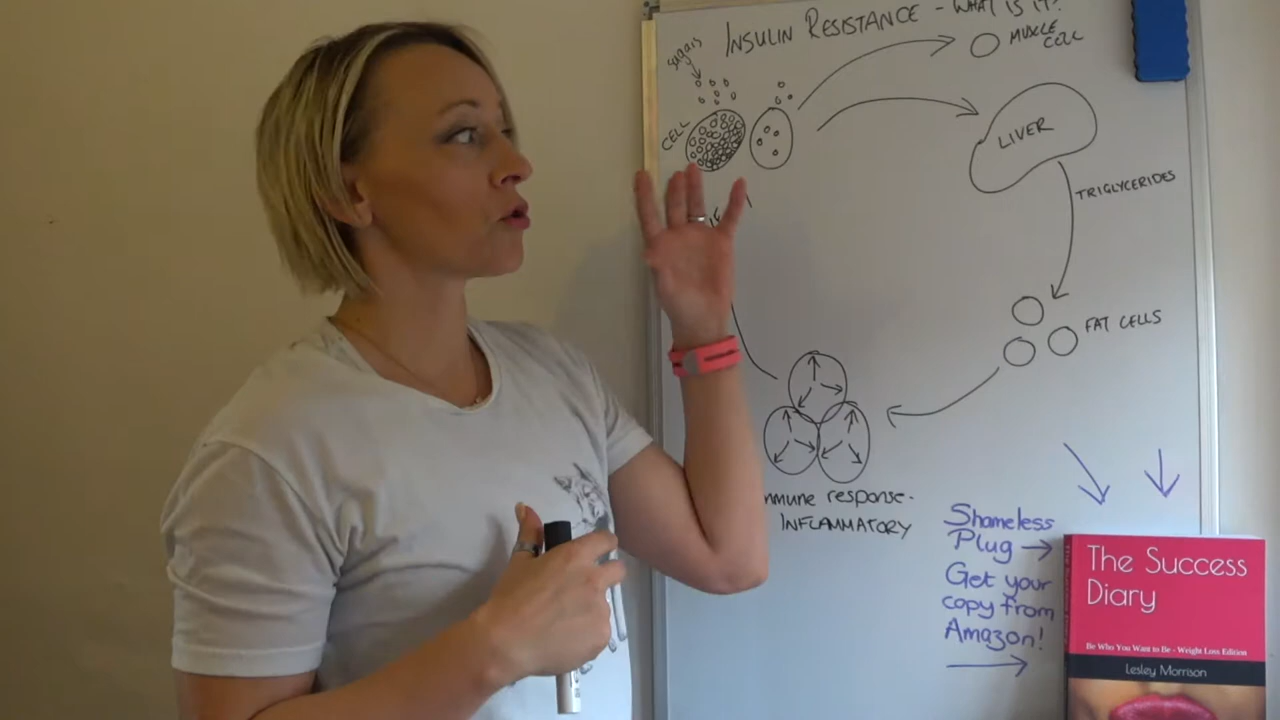 INSULIN RESISTANCE - WHAT IS IT?
sugars
MUSCLE
CELL
CELL
LIVER
TRIGLYCERIDES
FAT CELLS
mmune response-
INFLAMMATORY
Shameless
Plug →
Get your
copy from
Amazon!
The Success
Diary
Be Who You Want to Be - Weight Loss Edition
Lesley Morrison